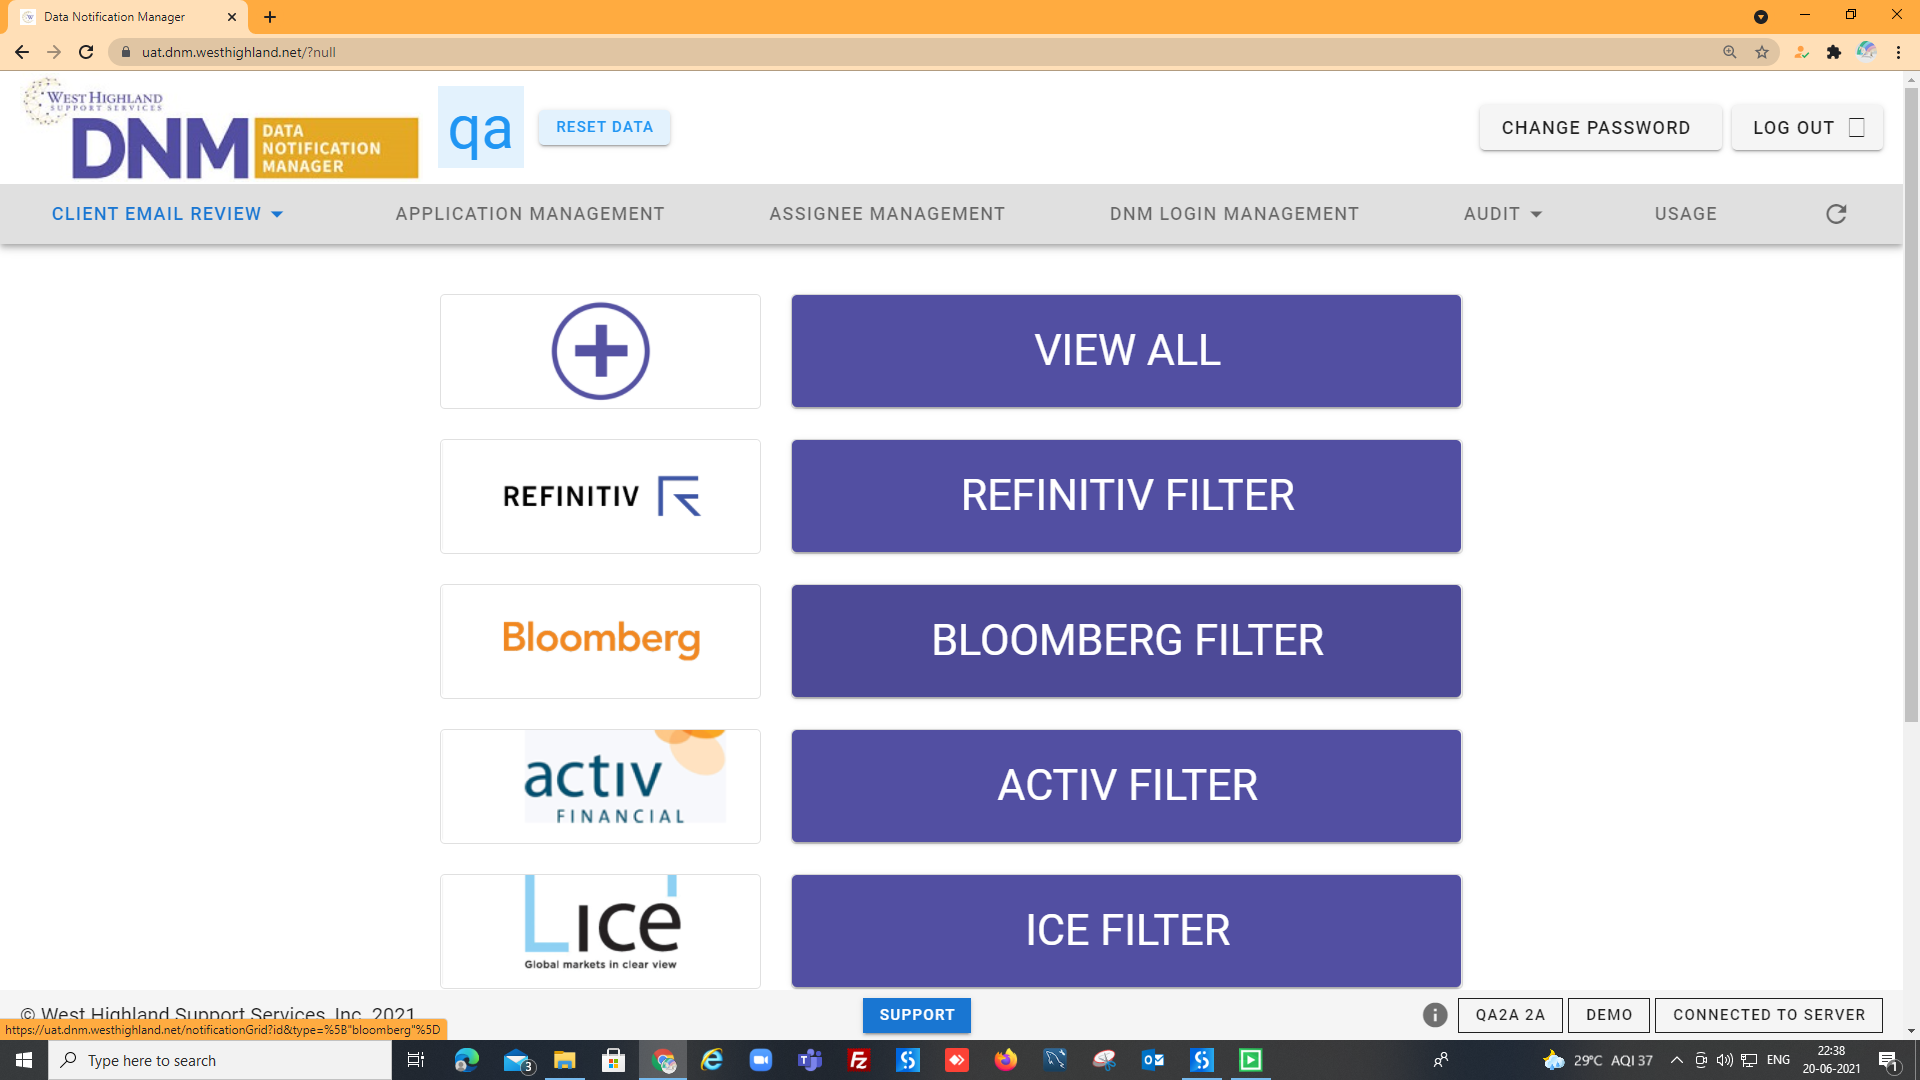 Data Notification Manager
uat.dnm.westhighland.net/?null
WEST HIGHLAND
SUPPORT SERVICES
DNM DATA NOTIFICATION MANAGER
qa
RESET DATA
CHANGE PASSWORD
LOG OUT
CLIENT EMAIL REVIEW
APPLICATION MANAGEMENT
ASSIGNEE MANAGEMENT
DNM LOGIN MANAGEMENT
AUDIT
USAGE
VIEW ALL
REFINITIV
REFINITIV FILTER
Bloomberg
BLOOMBERG FILTER
activ
FINANCIAL
ACTIV FILTER
ice
Global markets in clear view
ICE FILTER
© West Highland Support Services, Inc. 2021
https://uat.dnm.westhighland.net/notificationGrid?id&type=%5B"bloomberg"%5D
SUPPORT
QA2A 2A
DEMO
CONNECTED TO SERVER
Type here to search
3
29°C AQI 37
ENG
22:38
20-06-2021
1